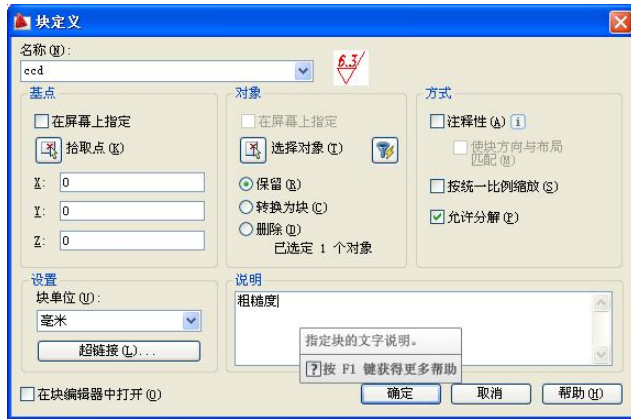 块定义
名称(N):
ccd
6.3/
基点
在屏幕上指定
拾取点(K)
X: 0
Y: 0
Z: 0
对象
在屏幕上指定
选择对象(T)
保留(R)
转换为块(C)
删除(D)
已选定 1 个对象
方式
注释性(A)
使块方向与布局
匹配(M)
按统一比例缩放(S)
允许分解(P)
设置
块单位(U):
毫米
超链接(L)...
说明
粗糙度
指定块的文字说明。
?按 F1 键获得更多帮助
在块编辑器中打开(O)
确定
取消
帮助(H)